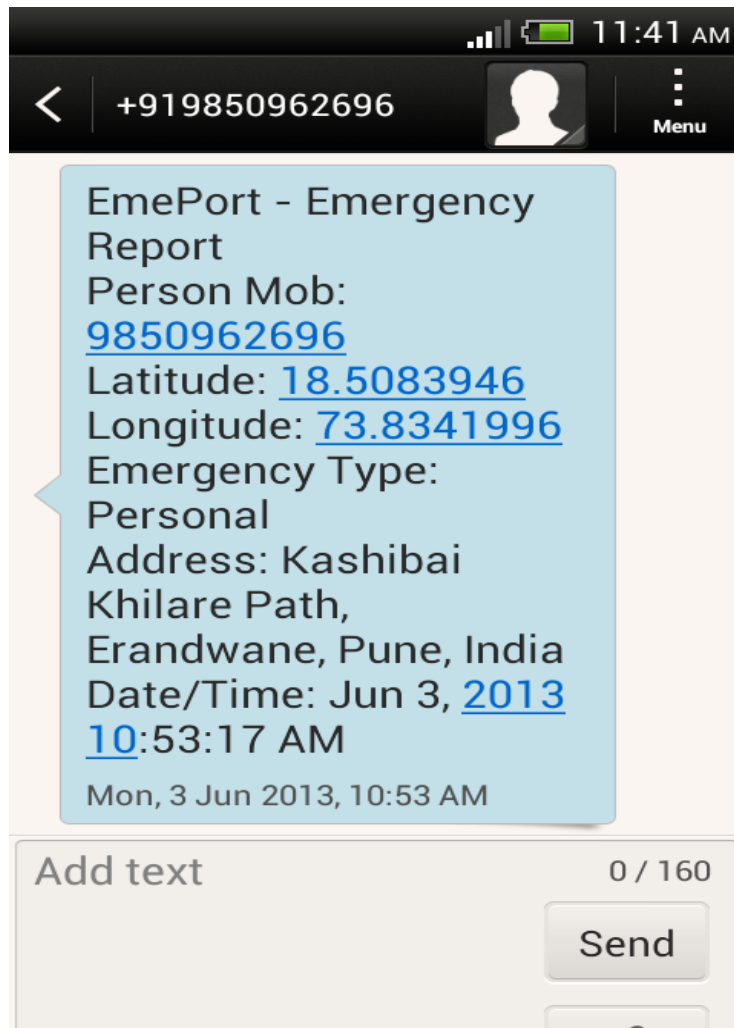 11:41 AM
+919850962696
Menu
EmePort - Emergency
Report
Person Mob:
9850962696
Latitude: 18.5083946
Longitude: 73.8341996
Emergency Type:
Personal
Address: Kashibai
Khilare Path,
Erandwane, Pune, India
Date/Time: Jun 3, 2013
10:53:17 AM
Mon, 3 Jun 2013, 10:53 AM
Add text
0 / 160
Send